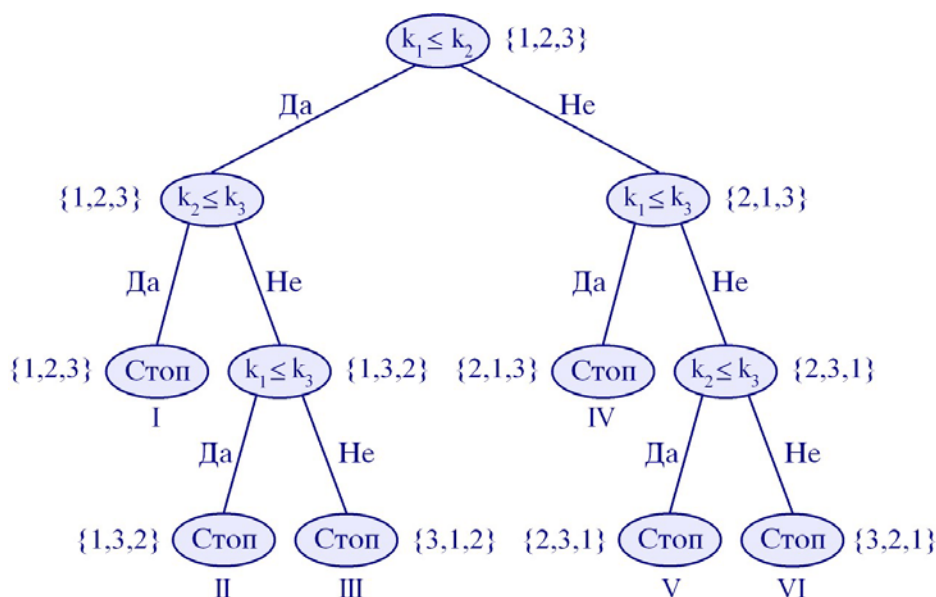 k₁ ≤ k₂ {1,2,3}
Да Не
{1,2,3} k₂ ≤ k₃ k₁ ≤ k₃ {2,1,3}
Да Не Да Не
{1,2,3} Стоп k₁ ≤ k₃ {1,3,2} {2,1,3} Стоп k₂ ≤ k₃ {2,3,1}
I IV
Да Не Да Не
{1,3,2} Стоп Стоп {3,1,2} {2,3,1} Стоп Стоп {3,2,1}
II III V VI